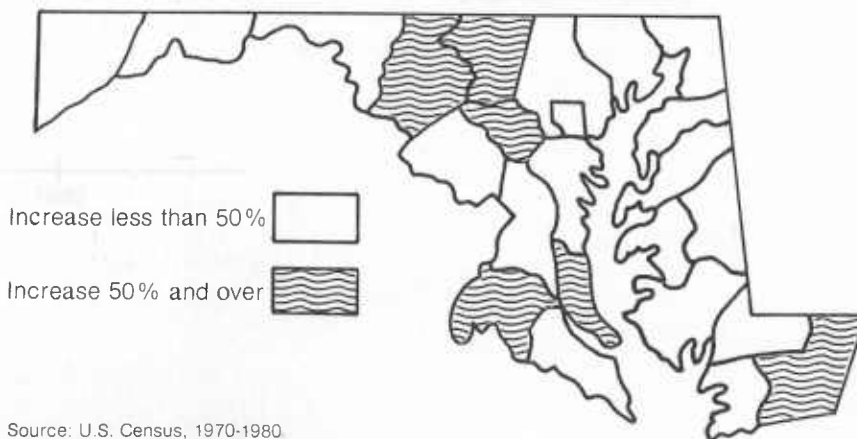 Increase less than 50%
Increase 50% and over
Source: U.S. Census, 1970-1980.